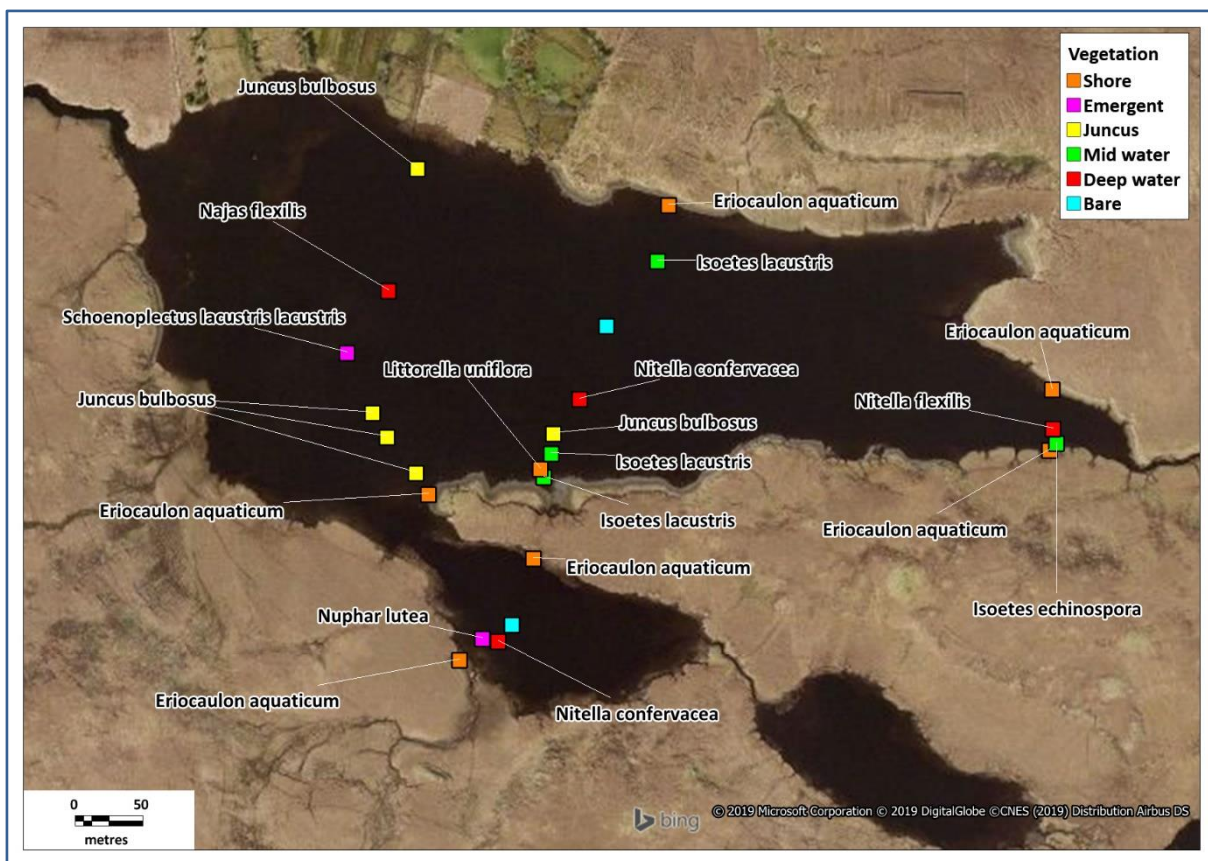 Vegetation
Shore
Emergent
Juncus
Mid water
Deep water
Bare
Juncus bulbosus
Eriocaulon aquaticum
Najas flexilis
Isoetes lacustris
Schoenoplectus lacustris lacustris
Eriocaulon aquaticum
Littorella uniflora
Nitella confervacea
Juncus bulbosus
Nitella flexilis
Juncus bulbosus
Isoetes lacustris
Eriocaulon aquaticum
Isoetes lacustris
Eriocaulon aquaticum
Eriocaulon aquaticum
Nuphar lutea
Isoetes echinospora
Eriocaulon aquaticum
Nitella confervacea
0 50
metres
bing
© 2019 Microsoft Corporation © 2019 DigitalGlobe ©CNES (2019) Distribution Airbus DS